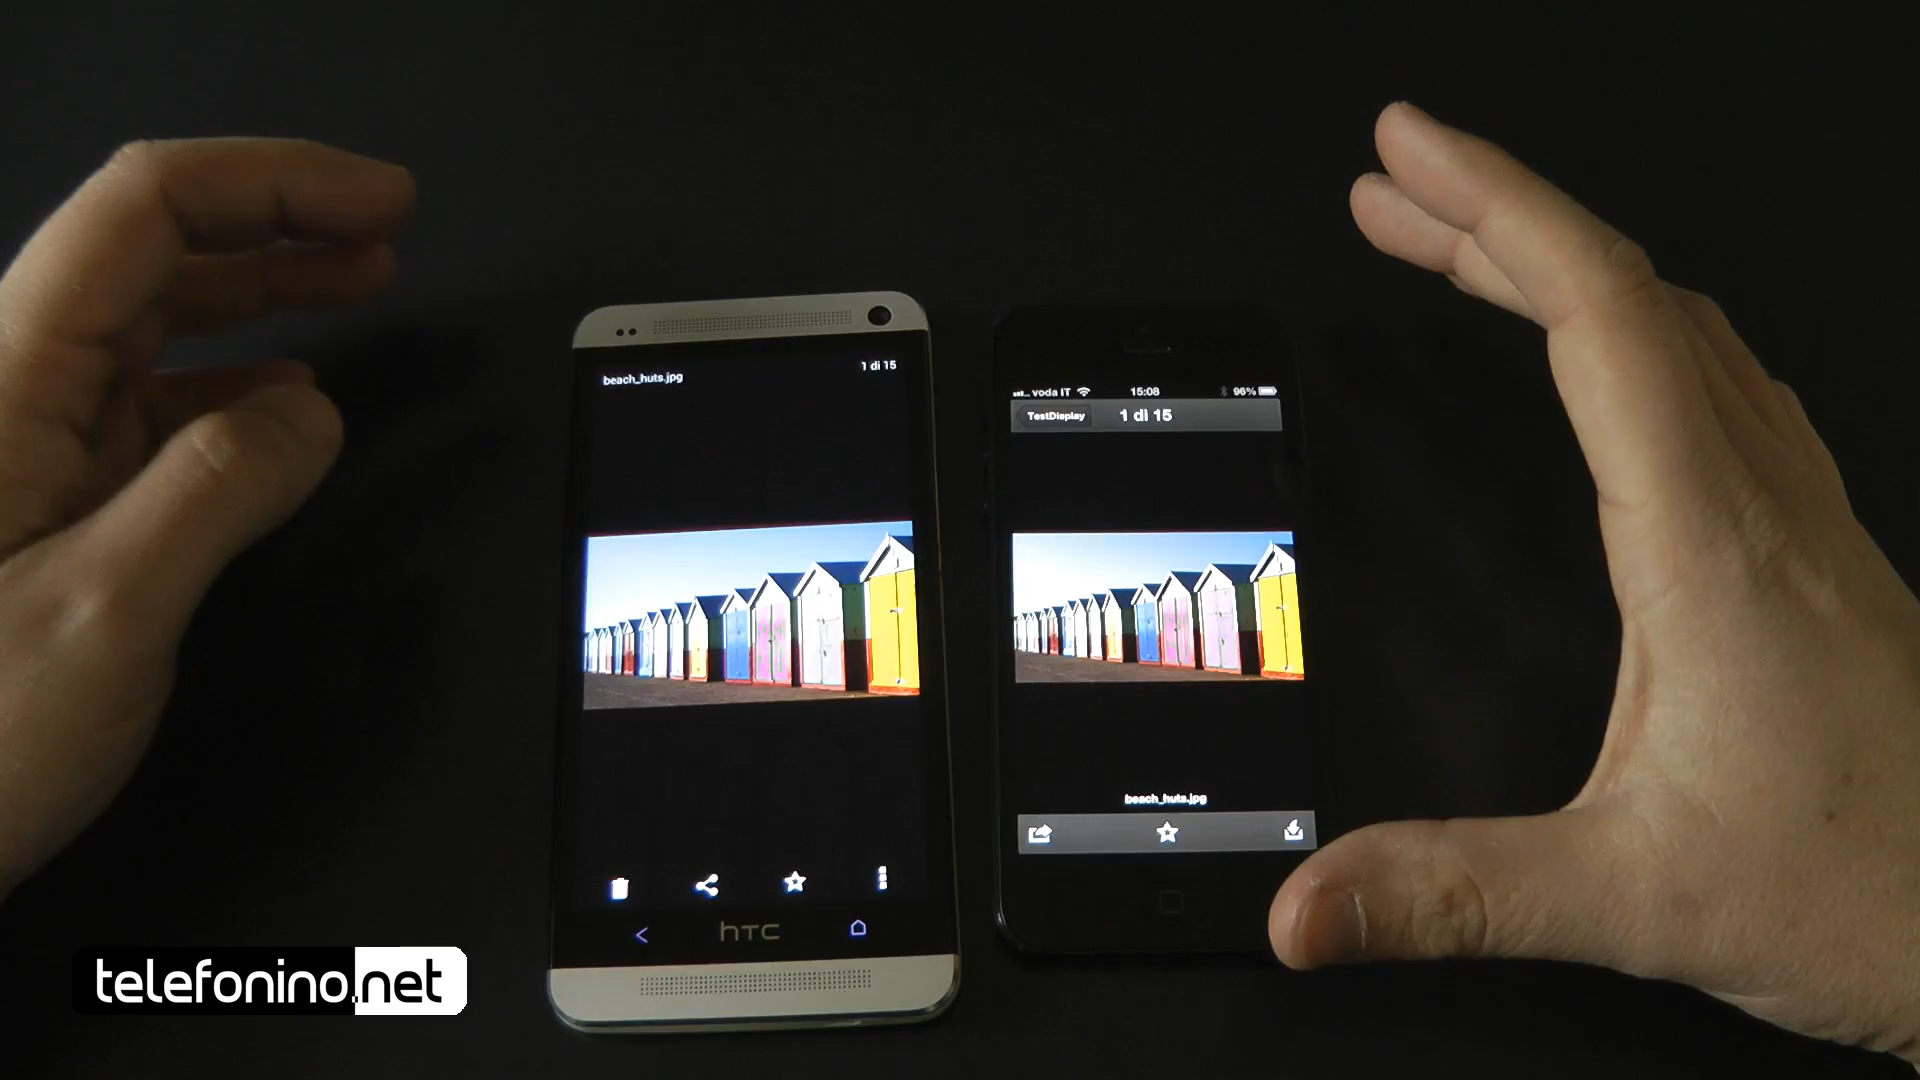 beach_huts.jpg
1 di 15
hTC
voda IT
15:08
96%
TestDisplay
1 di 15
beach_huts.jpg
telefonino.net